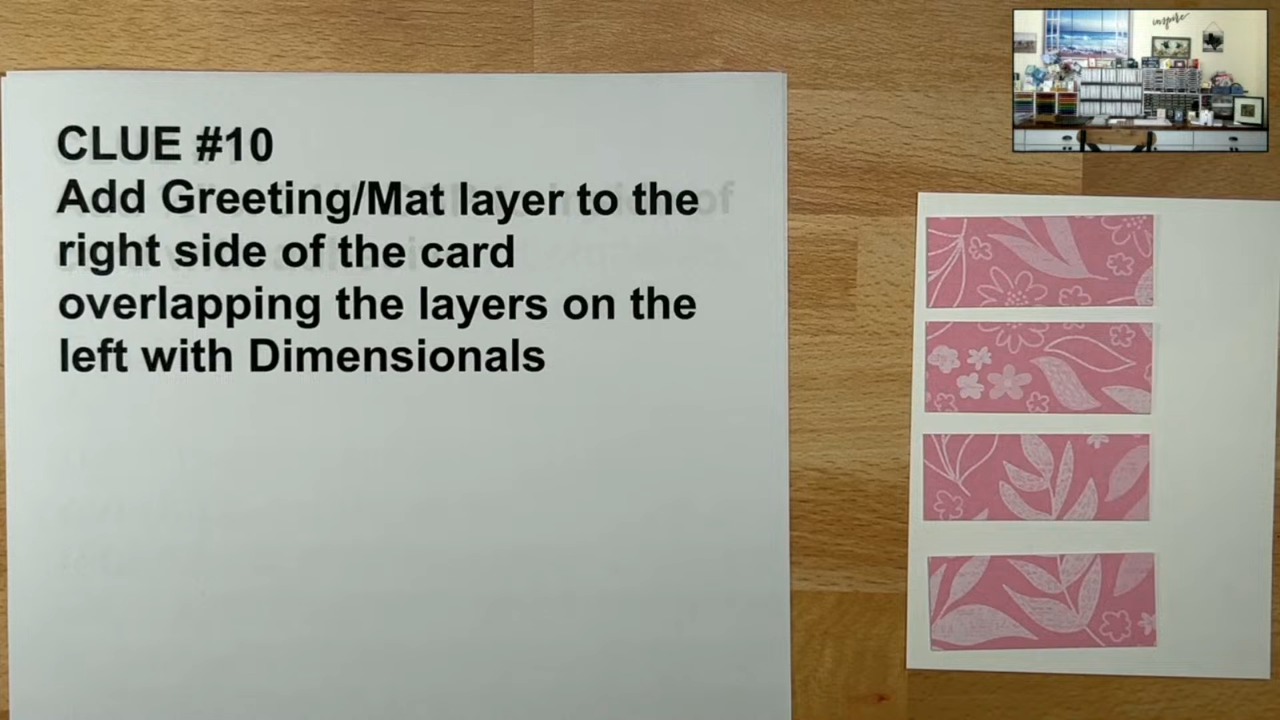 CLUE #10
Add Greeting/Mat layer to the
right side of the card
overlapping the layers on the
left with Dimensionals
inspire